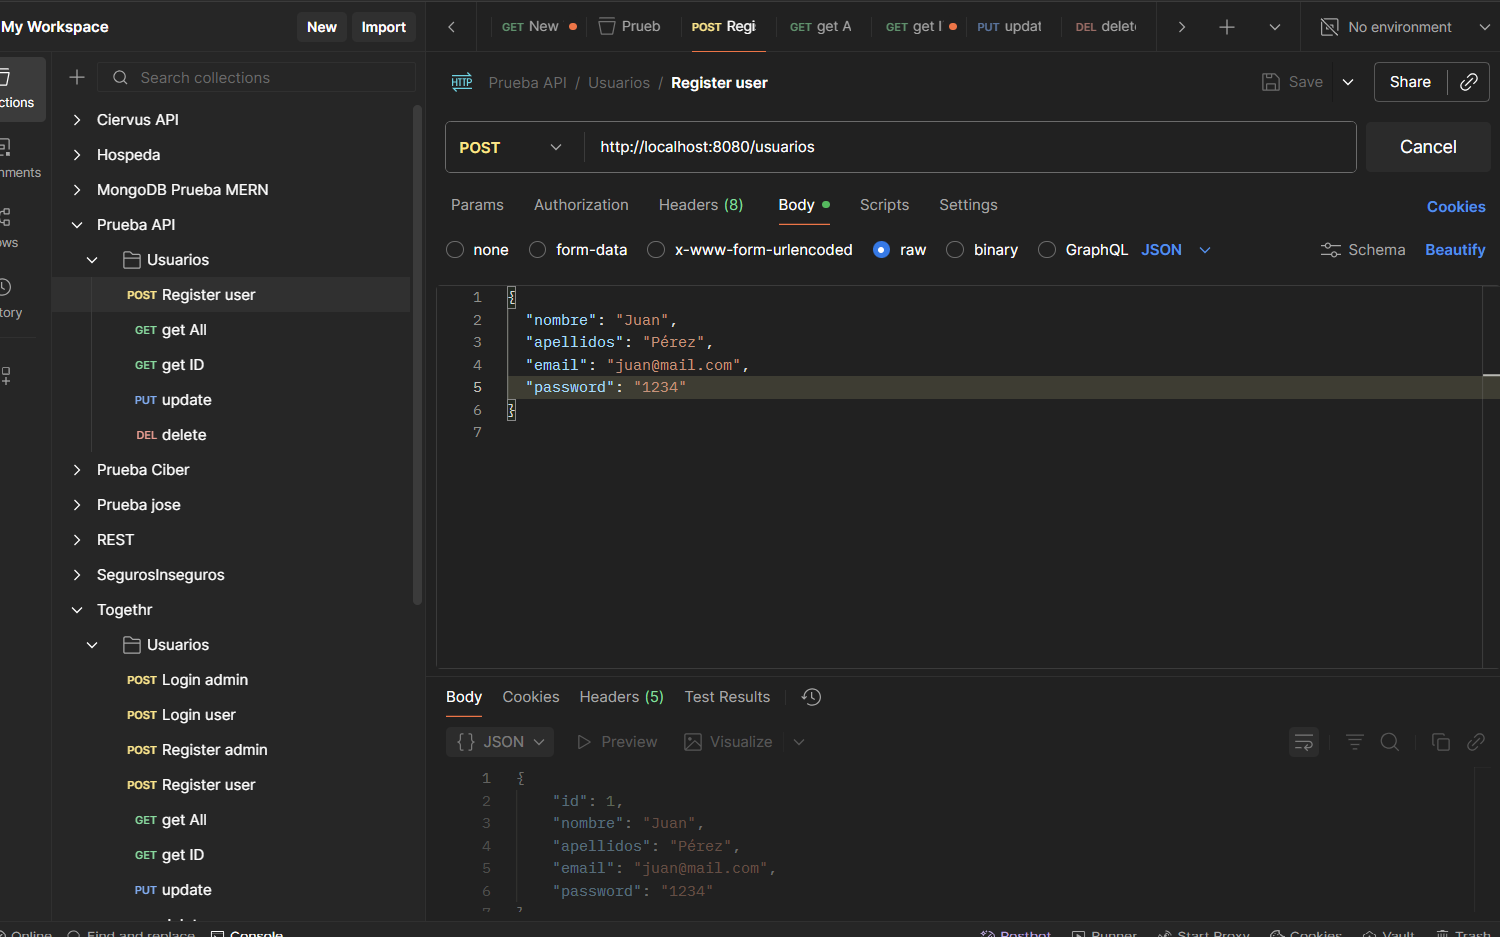 My Workspace
New
Import
GET New
Prueb
POST Regi
GET get A
GET get I
PUT updat
DEL delet
No environment
Search collections
ctions
nments
ows
tory
Ciervus API
Hospeda
MongoDB Prueba MERN
Prueba API
Usuarios
POST Register user
GET get All
GET get ID
PUT update
DEL delete
Prueba Ciber
Prueba jose
REST
SegurosInseguros
Togethr
Usuarios
POST Login admin
POST Login user
POST Register admin
POST Register user
GET get All
GET get ID
PUT update
HTTP Prueba API / Usuarios / Register user
Save
Share
POST
http://localhost:8080/usuarios
Cancel
Params
Authorization
Headers (8)
Body
Scripts
Settings
Cookies
none
form-data
x-www-form-urlencoded
raw
binary
GraphQL
JSON
Schema
Beautify
1 {
2 "nombre": "Juan",
3 "apellidos": "Pérez",
4 "email": "juan@mail.com",
5 "password": "1234"
6 }
7
Body
Cookies
Headers (5)
Test Results
{} JSON
Preview
Visualize
1 {
2 "id": 1,
3 "nombre": "Juan",
4 "apellidos": "Pérez",
5 "email": "juan@mail.com",
6 "password": "1234"
7 }
Online
Find and replace
Console
Postbot
Runner
Start Proxy
Cookies
Vault
Trash